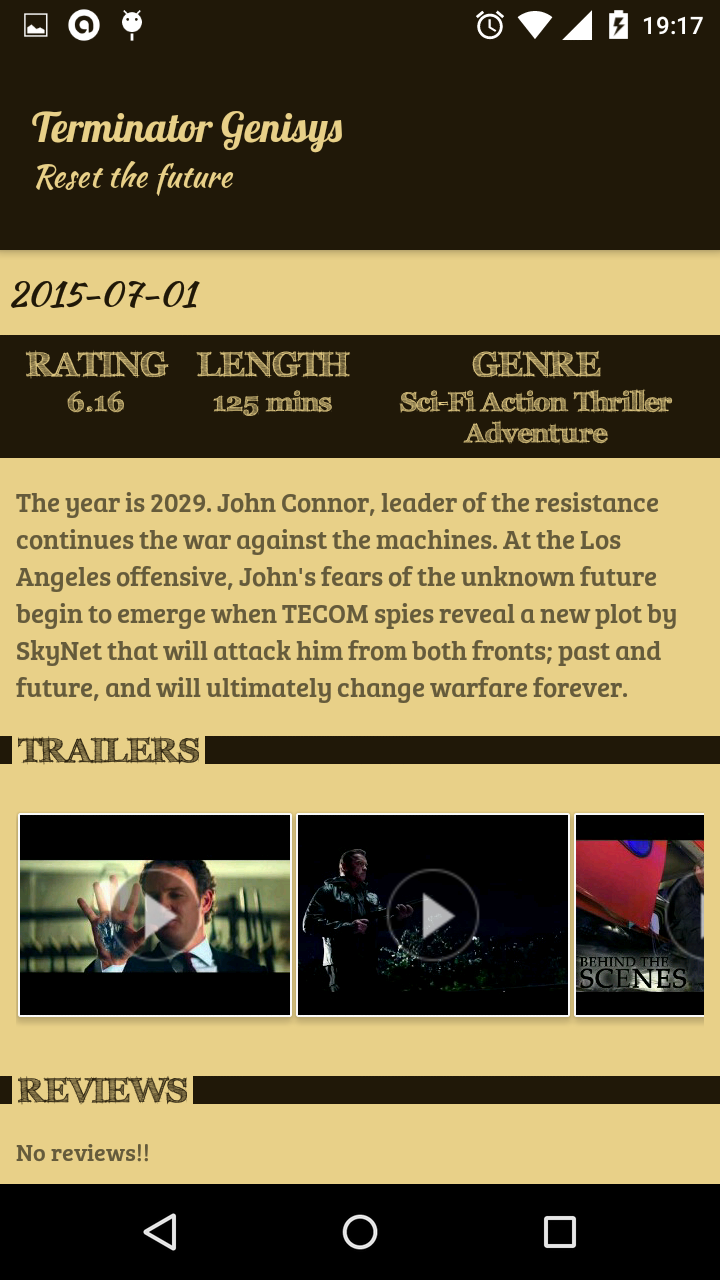 19:17
Terminator Genisys
Reset the future
2015-07-01
RATING LENGTH GENRE
6.16 125 mins Sci-Fi Action Thriller
Adventure
The year is 2029. John Connor, leader of the resistance
continues the war against the machines. At the Los
Angeles offensive, John's fears of the unknown future
begin to emerge when TECOM spies reveal a new plot by
SkyNet that will attack him from both fronts; past and
future, and will ultimately change warfare forever.
TRAILERS
BEHIND THE
SCENES
REVIEWS
No reviews!!